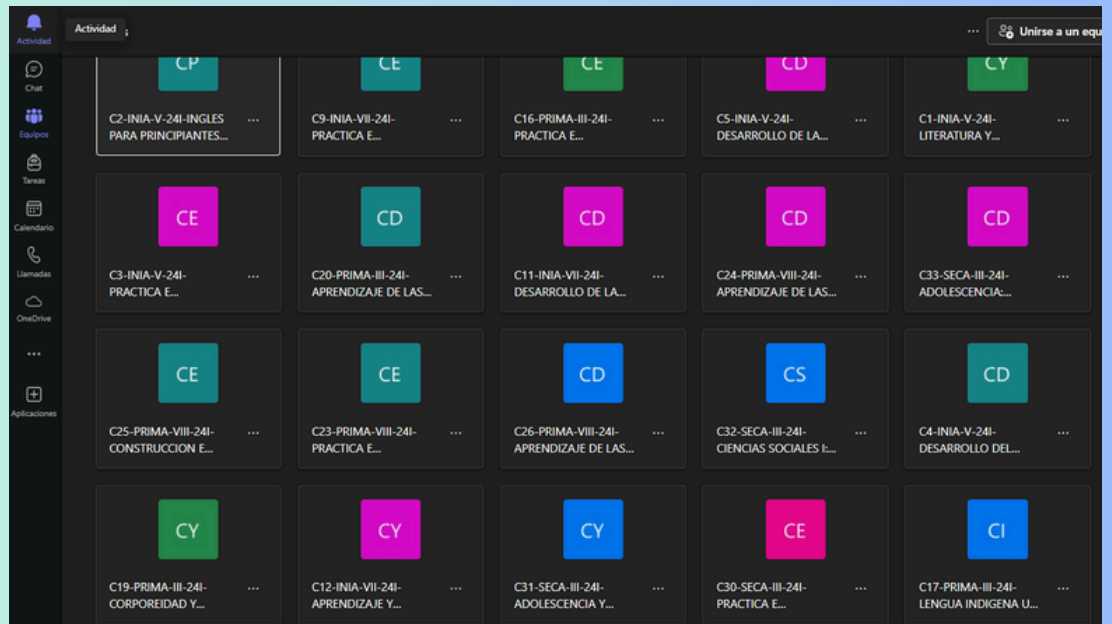 Actividad
Chat
Equipos
Tareas
Calendario
Llamadas
OneDrive
Aplicaciones
Actividad
Unirse a un equ
CP
C2-INIA-V-24I-INGLES
PARA PRINCIPIANTES...
CE
C9-INIA-VII-24I-
PRACTICA E...
CE
C16-PRIMA-III-24I-
PRACTICA E...
CD
C5-INIA-V-24I-
DESARROLLO DE LA...
CY
C1-INIA-V-24I-
LITERATURA Y...
CE
C3-INIA-V-24I-
PRACTICA E...
CD
C20-PRIMA-III-24I-
APRENDIZAJE DE LAS...
CD
C11-INIA-VII-24I-
DESARROLLO DE LA...
CD
C24-PRIMA-VIII-24I-
APRENDIZAJE DE LAS...
CD
C33-SECA-III-24I-
ADOLESCENCIA:...
CE
C25-PRIMA-VIII-24I-
CONSTRUCCION E...
CE
C23-PRIMA-VIII-24I-
PRACTICA E...
CD
C26-PRIMA-VIII-24I-
APRENDIZAJE DE LAS...
CS
C32-SECA-III-24I-
CIENCIAS SOCIALES I:...
CD
C4-INIA-V-24I-
DESARROLLO DEL...
CY
C19-PRIMA-III-24I-
CORPOREIDAD Y...
CY
C12-INIA-VII-24I-
APRENDIZAJE Y...
CY
C31-SECA-III-24I-
ADOLESCENCIA Y...
CE
C30-SECA-III-24I-
PRACTICA E...
CI
C17-PRIMA-III-24I-
LENGUA INDIGENA U...